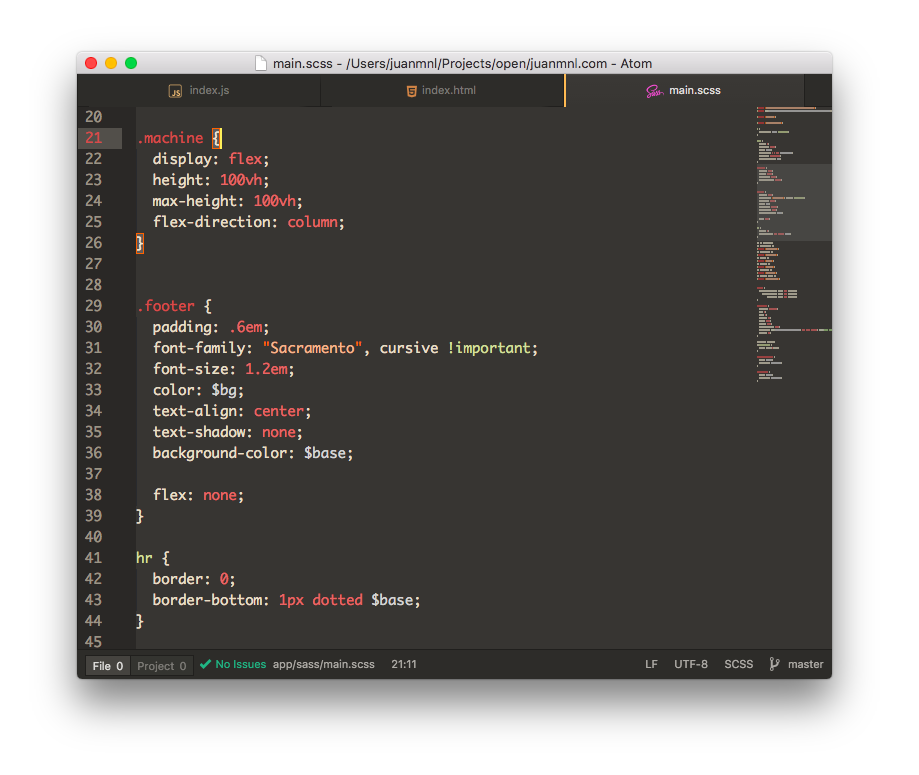 main.scss - /Users/juanmnl/Projects/open/juanmnl.com - Atom
JS index.js index.html Sass main.scss
20
21 .machine {
22 display: flex;
23 height: 100vh;
24 max-height: 100vh;
25 flex-direction: column;
26 }
27
28
29 .footer {
30 padding: .6em;
31 font-family: "Sacramento", cursive !important;
32 font-size: 1.2em;
33 color: $bg;
34 text-align: center;
35 text-shadow: none;
36 background-color: $base;
37
38 flex: none;
39 }
40
41 hr {
42 border: 0;
43 border-bottom: 1px dotted $base;
44 }
45
File 0 Project 0 No Issues app/sass/main.scss 21:11 LF UTF-8 SCSS master